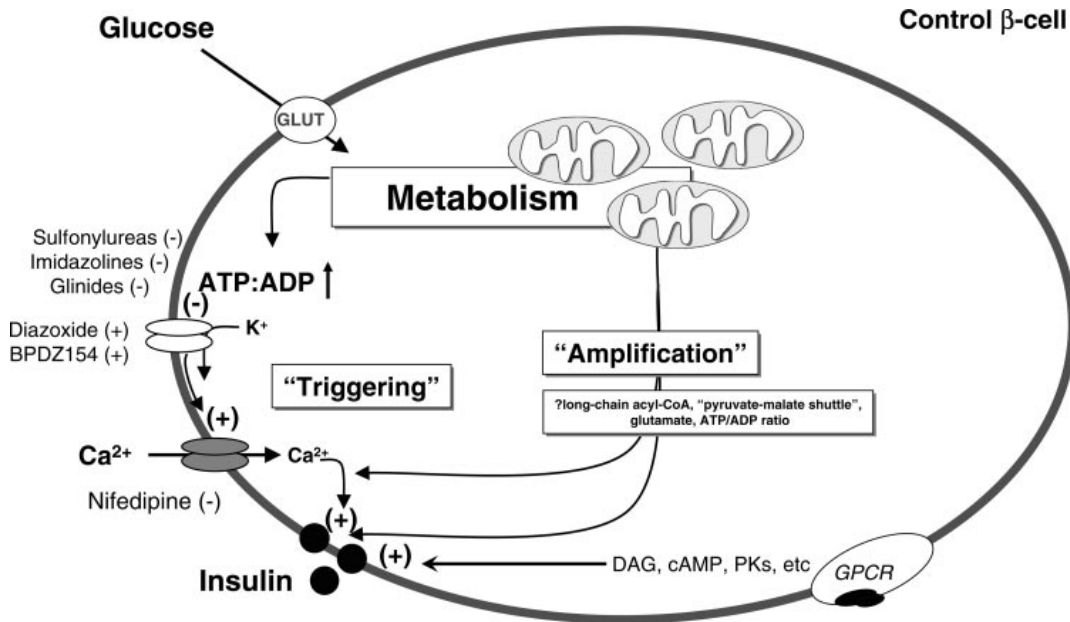 Control β-cell
Glucose
GLUT
Metabolism
Sulfonylureas (-)
Imidazolines (-)
Glinides (-)
ATP:ADP
(-)
Diazoxide (+)
BPDZ154 (+)
K⁺
"Amplification"
"Triggering"
?long-chain acyl-CoA, "pyruvate-malate shuttle",
glutamate, ATP/ADP ratio
(+)
Ca²⁺
Ca²⁺
Nifedipine (-)
(+)
(+)
Insulin
DAG, cAMP, PKs, etc
GPCR